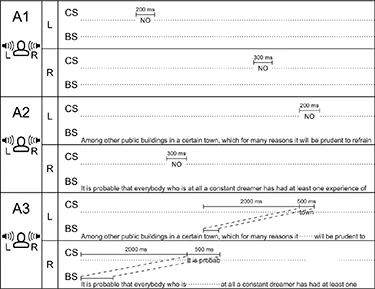 A1
L
CS
200 ms
NO
BS
L R
R
CS
300 ms
NO
BS
A2
L
CS
200 ms
NO
BS
Among other public buildings in a certain town, which for many reasons it will be prudent to refrain
L R
R
CS
300 ms
NO
BS
It is probable that everybody who is at all a constant dreamer has had at least one experience of
A3
L
CS
2000 ms 500 ms
town
BS
Among other public buildings in a certain town, which for many reasons it will be prudent to
L R
R
2000 ms 500 ms
CS
It is probab
BS
It is probable that everybody who is at all a constant dreamer has had at least one